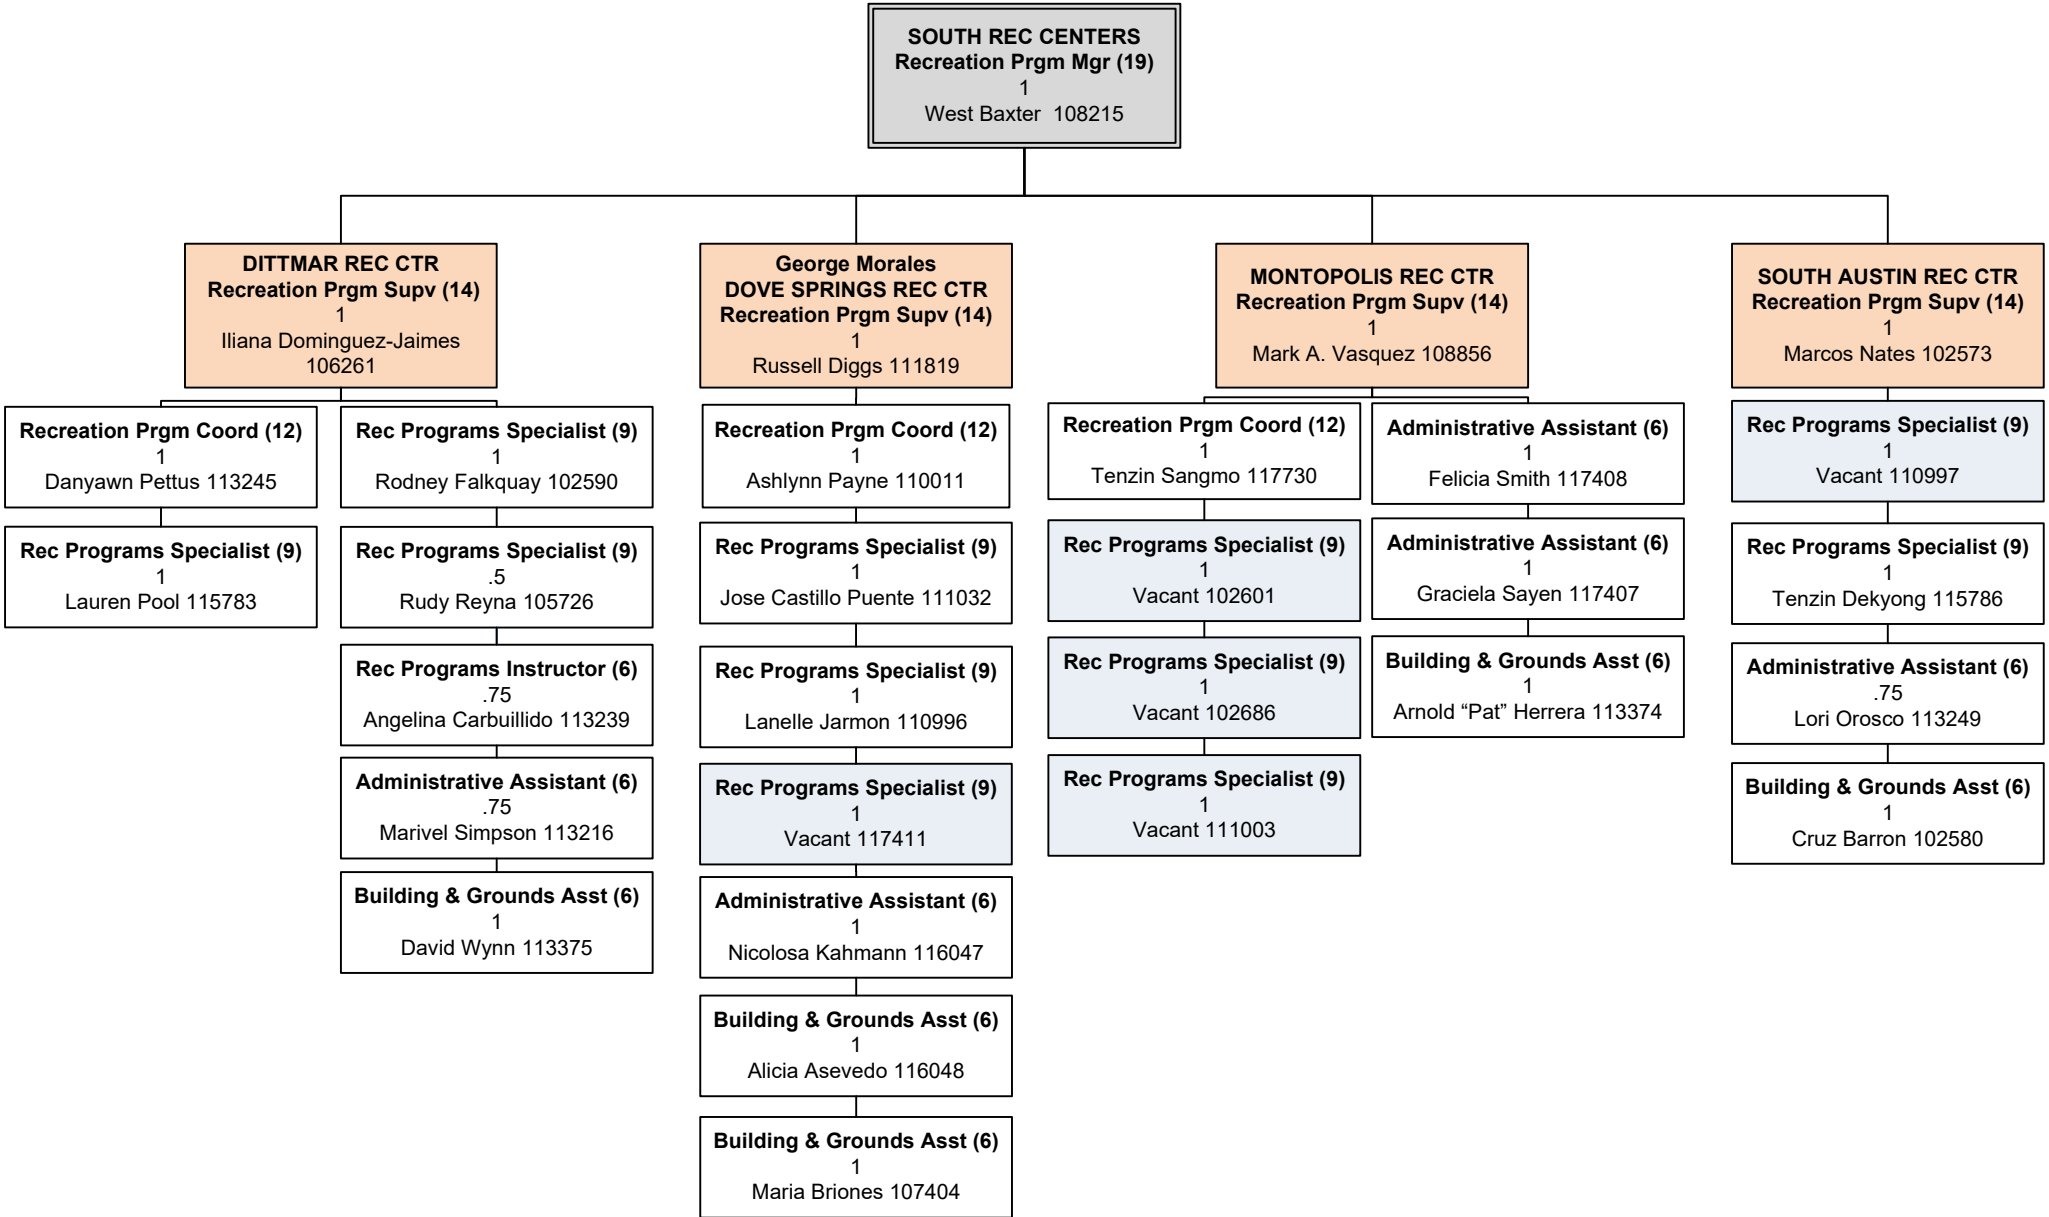 SOUTH REC CENTERS
Recreation Prgm Mgr (19)
1
West Baxter 108215
DITTMAR REC CTR
Recreation Prgm Supv (14)
1
Iliana Dominguez-Jaimes
106261
George Morales
DOVE SPRINGS REC CTR
Recreation Prgm Supv (14)
1
Russell Diggs 111819
MONTOPOLIS REC CTR
Recreation Prgm Supv (14)
1
Mark A. Vasquez 108856
SOUTH AUSTIN REC CTR
Recreation Prgm Supv (14)
1
Marcos Nates 102573
Recreation Prgm Coord (12)
1
Danyawn Pettus 113245
Rec Programs Specialist (9)
1
Lauren Pool 115783
Rec Programs Specialist (9)
1
Rodney Falkquay 102590
Rec Programs Specialist (9)
.5
Rudy Reyna 105726
Rec Programs Instructor (6)
.75
Angelina Carbuillido 113239
Administrative Assistant (6)
.75
Marivel Simpson 113216
Building & Grounds Asst (6)
1
David Wynn 113375
Recreation Prgm Coord (12)
1
Ashlynn Payne 110011
Rec Programs Specialist (9)
1
Jose Castillo Puente 111032
Rec Programs Specialist (9)
1
Lanelle Jarmon 110996
Rec Programs Specialist (9)
1
Vacant 117411
Administrative Assistant (6)
1
Nicolosa Kahmann 116047
Building & Grounds Asst (6)
1
Alicia Asevedo 116048
Building & Grounds Asst (6)
1
Maria Briones 107404
Recreation Prgm Coord (12)
1
Tenzin Sangmo 117730
Rec Programs Specialist (9)
1
Vacant 102601
Rec Programs Specialist (9)
1
Vacant 102686
Rec Programs Specialist (9)
1
Vacant 111003
Administrative Assistant (6)
1
Felicia Smith 117408
Administrative Assistant (6)
1
Graciela Sayen 117407
Building & Grounds Asst (6)
1
Arnold “Pat” Herrera 113374
Rec Programs Specialist (9)
1
Vacant 110997
Rec Programs Specialist (9)
1
Tenzin Dekyong 115786
Administrative Assistant (6)
.75
Lori Orosco 113249
Building & Grounds Asst (6)
1
Cruz Barron 102580